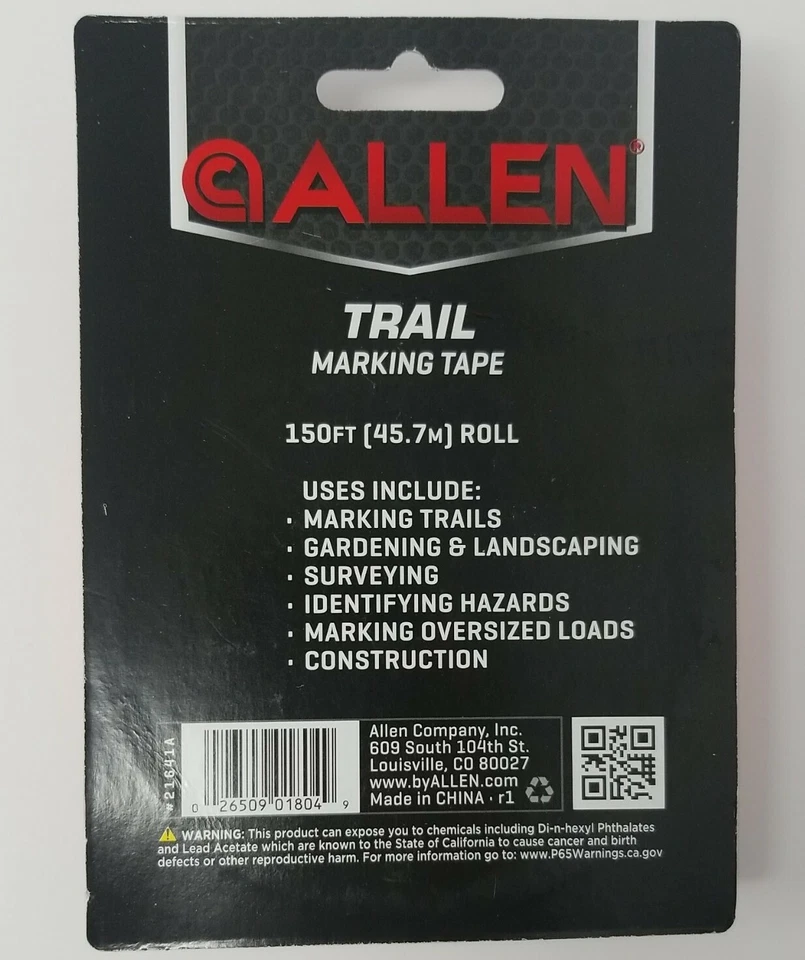 ALLEN®
TRAIL
MARKING TAPE
150FT (45.7M) ROLL
USES INCLUDE:
· MARKING TRAILS
· GARDENING & LANDSCAPING
· SURVEYING
· IDENTIFYING HAZARDS
· MARKING OVERSIZED LOADS
· CONSTRUCTION
#21641A
0 26509 01804 9
Allen Company, Inc.
609 South 104th St.
Louisville, CO 80027
www.byALLEN.com
Made in CHINA · r1
WARNING: This product can expose you to chemicals including Di-n-hexyl Phthalates
and Lead Acetate which are known to the State of California to cause cancer and birth
defects or other reproductive harm. For more information go to: www.P65Warnings.ca.gov